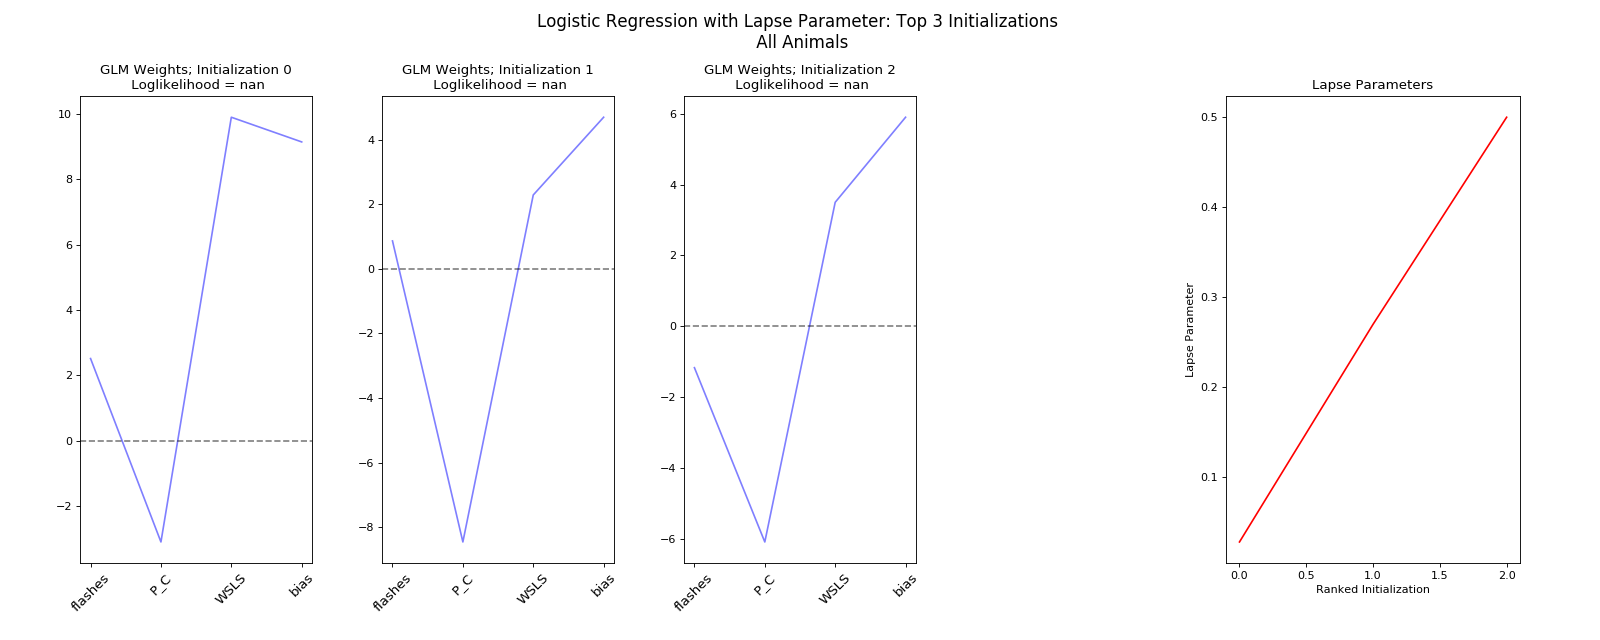 Logistic Regression with Lapse Parameter: Top 3 Initializations
All Animals
GLM Weights; Initialization 0
Loglikelihood = nan
10
8
6
4
2
0
−2
flashes
P_C
WSLS
bias
GLM Weights; Initialization 1
Loglikelihood = nan
4
2
0
−2
−4
−6
−8
flashes
P_C
WSLS
bias
GLM Weights; Initialization 2
Loglikelihood = nan
6
4
2
0
−2
−4
−6
flashes
P_C
WSLS
bias
Lapse Parameters
Lapse Parameter
0.5
0.4
0.3
0.2
0.1
0.0
0.5
1.0
1.5
2.0
Ranked Initialization